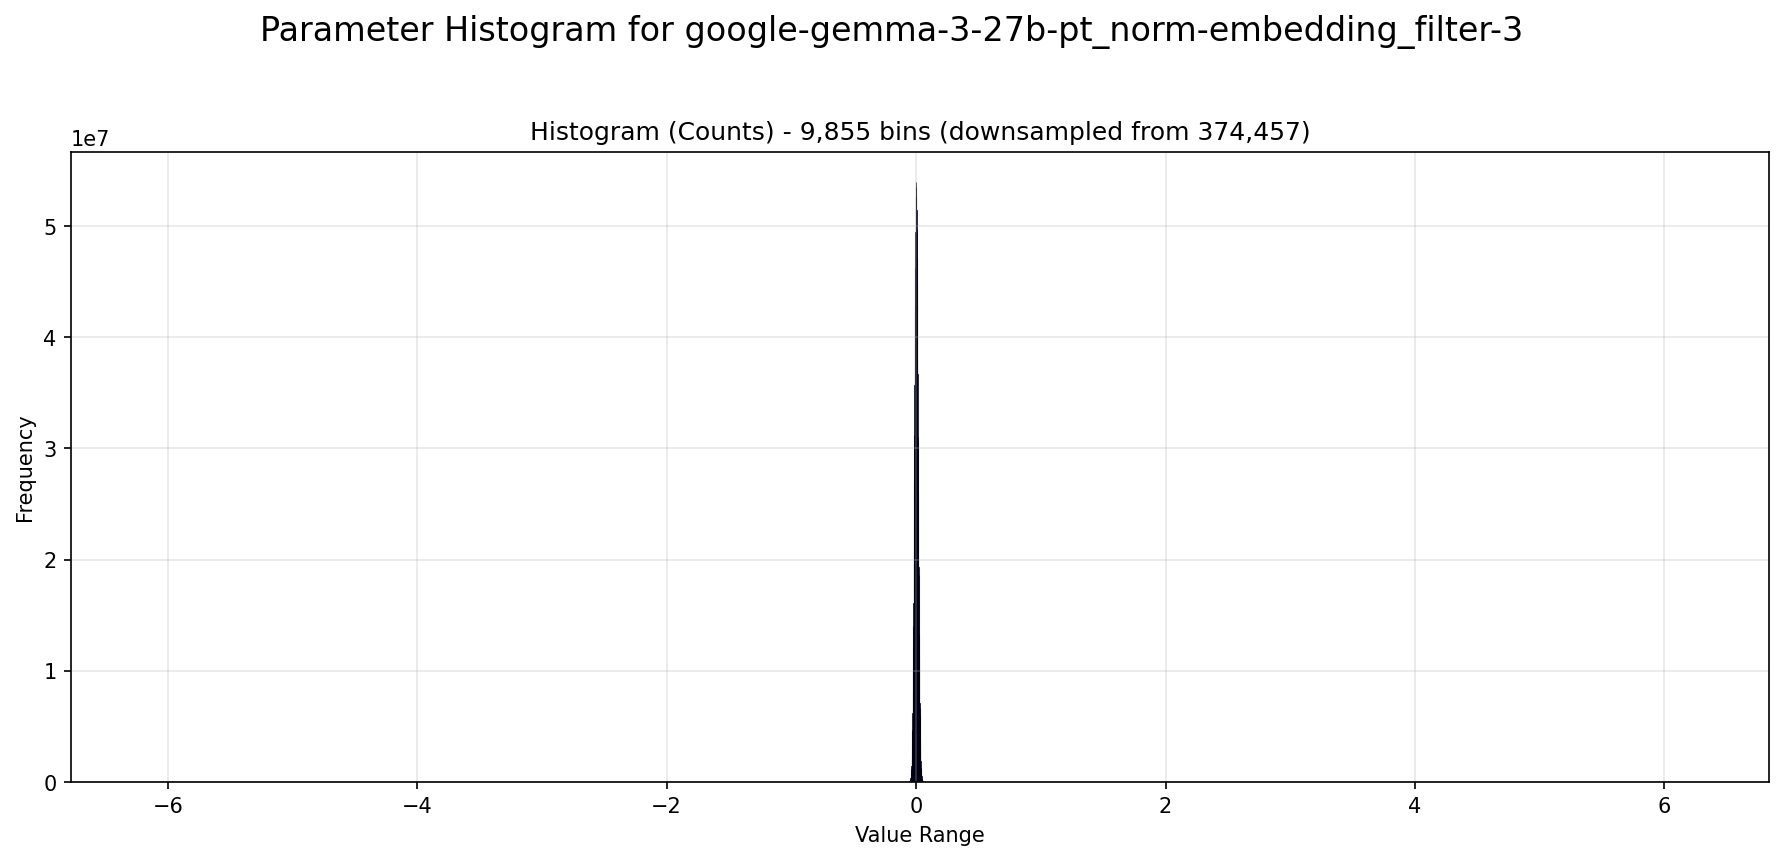 Parameter Histogram for google-gemma-3-27b-pt_norm-embedding_filter-3
Histogram (Counts) - 9,855 bins (downsampled from 374,457)
1e7
5
4
3
2
1
0
Frequency
−6 −4 −2 0 2 4 6
Value Range